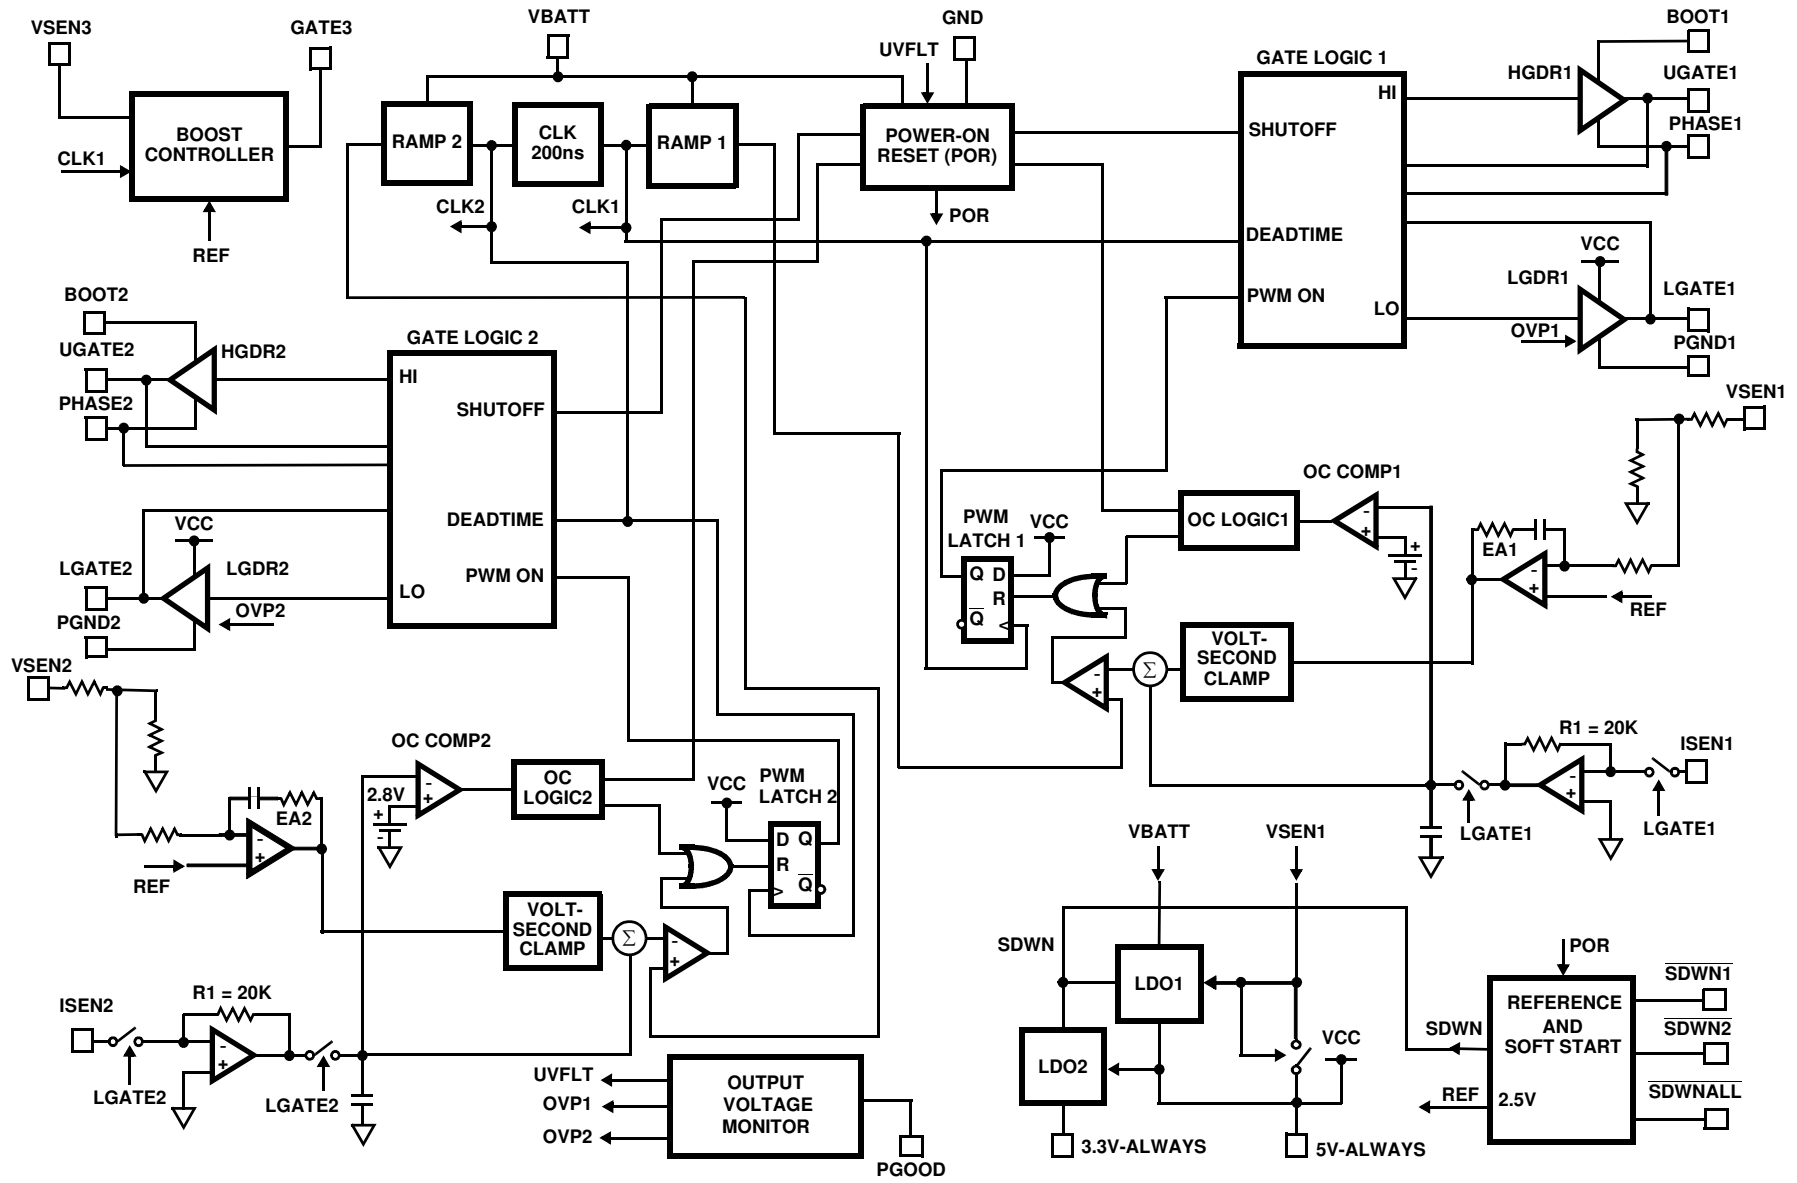 VSEN3
GATE3
BOOST
CONTROLLER
CLK1
REF
VBATT
RAMP 2
CLK
200ns
RAMP 1
CLK2
CLK1
GND
UVFLT
POWER-ON
RESET (POR)
POR
GATE LOGIC 1
HI
SHUTOFF
DEADTIME
PWM ON
LO
BOOT1
HGDR1
UGATE1
PHASE1
VCC
LGDR1
LGATE1
OVP1
PGND1
BOOT2
UGATE2
HGDR2
PHASE2
GATE LOGIC 2
HI
SHUTOFF
DEADTIME
PWM ON
LO
VCC
LGATE2
LGDR2
OVP2
PGND2
VSEN2
VSEN1
OC COMP1
OC LOGIC1
-
+
+
-
PWM
LATCH 1
VCC
Q D
R
Q
<
EA1
-
+
REF
VOLT-
SECOND
CLAMP
Σ
-
+
R1 = 20K
ISEN1
-
+
LGATE1
LGATE1
OC COMP2
2.8V
-
+
+
-
OC
LOGIC2
VCC
PWM
LATCH 2
D Q
R
Q
>
EA2
-
+
REF
VOLT-
SECOND
CLAMP
Σ
-
+
ISEN2
R1 = 20K
-
+
LGATE2
LGATE2
UVFLT
OVP1
OVP2
OUTPUT
VOLTAGE
MONITOR
PGOOD
VBATT
VSEN1
SDWN
LDO1
LDO2
VCC
3.3V-ALWAYS
5V-ALWAYS
POR
REFERENCE
AND
SOFT START
2.5V
SDWN
REF
SDWN1
SDWN2
SDWNALL